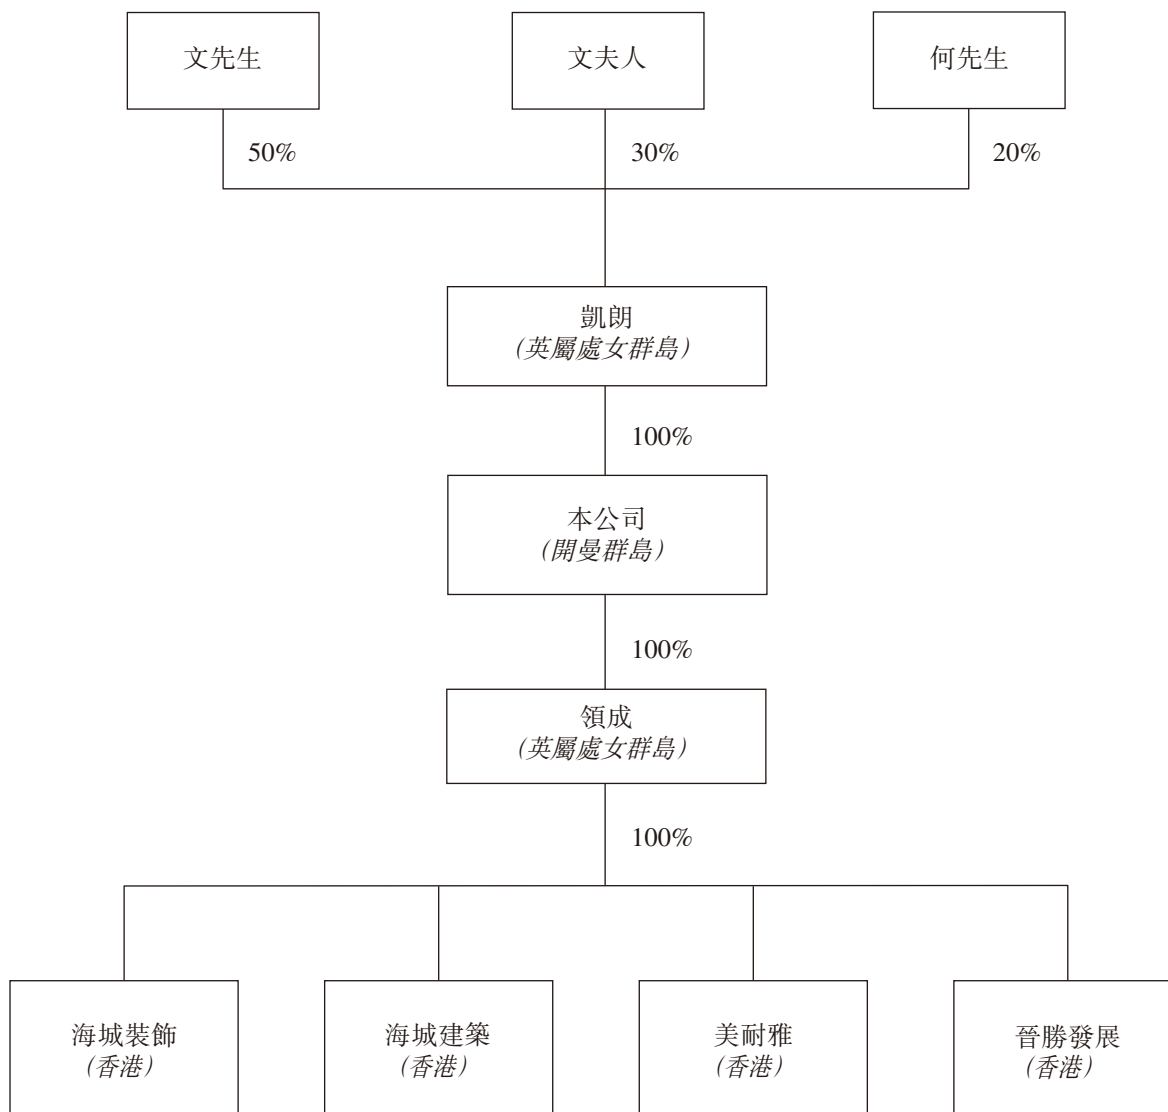 文先生
文夫人
何先生
50%
30%
20%
凱朗
(英屬處女群島)
100%
本公司
(開曼群島)
100%
領成
(英屬處女群島)
100%
海城裝飾
(香港)
海城建築
(香港)
美耐雅
(香港)
晉勝發展
(香港)